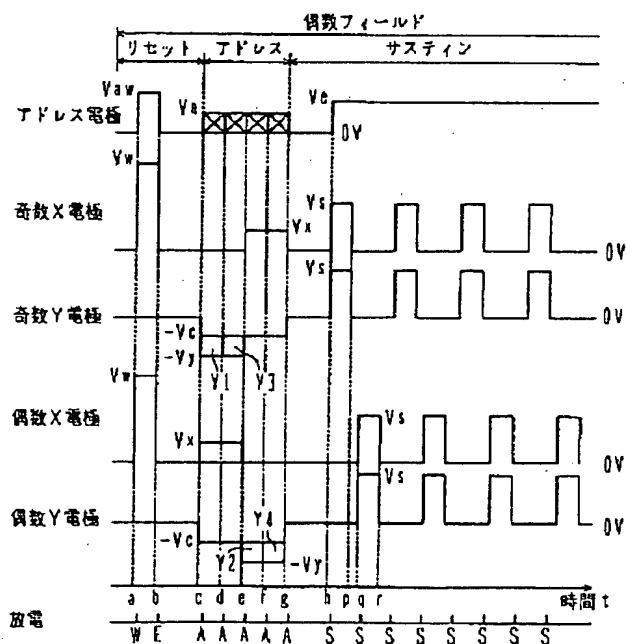 偶数フィールド
リセット アドレス サスティン
Vaw
アドレス電極
Va
Ve
0V
Vw
奇数X電極
Vx
Vs
0V
奇数Y電極
Vs
0V
-Vc
-Vy
Y1
Y3
Vw
偶数X電極
Vx
Vs
0V
偶数Y電極
Vs
0V
-Vc
Y2
Y4
-Vy
a b c d e f g h p q r 時間 t
放電
W E A A A A A S S S S S S S S